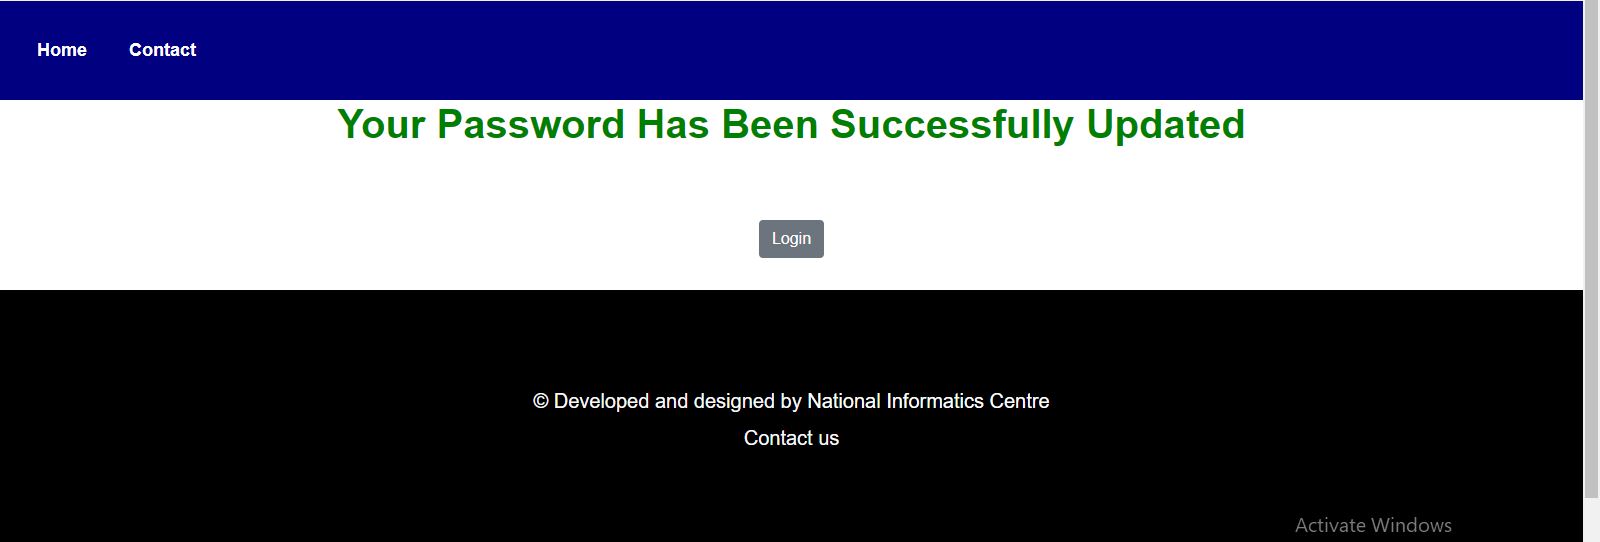 Home Contact
Your Password Has Been Successfully Updated
Login
© Developed and designed by National Informatics Centre
Contact us
Activate Windows